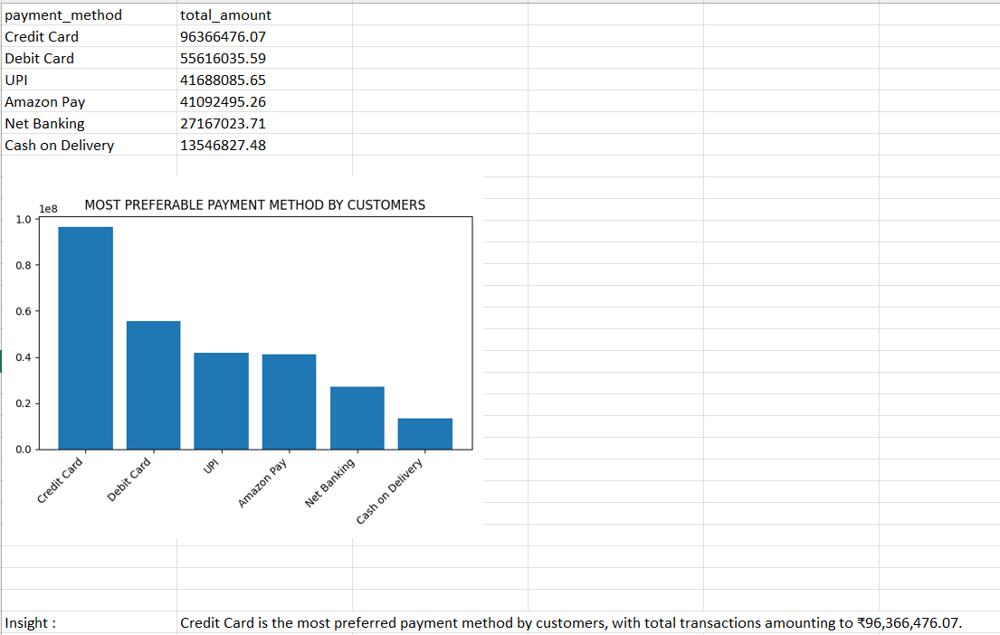 payment_method total_amount
Credit Card 96366476.07
Debit Card 55616035.59
UPI 41688085.65
Amazon Pay 41092495.26
Net Banking 27167023.71
Cash on Delivery 13546827.48
MOST PREFERABLE PAYMENT METHOD BY CUSTOMERS
1e8
1.0
0.8
0.6
0.4
0.2
0.0
Credit Card
Debit Card
UPI
Amazon Pay
Net Banking
Cash on Delivery
Insight : Credit Card is the most preferred payment method by customers, with total transactions amounting to ₹96,366,476.07.